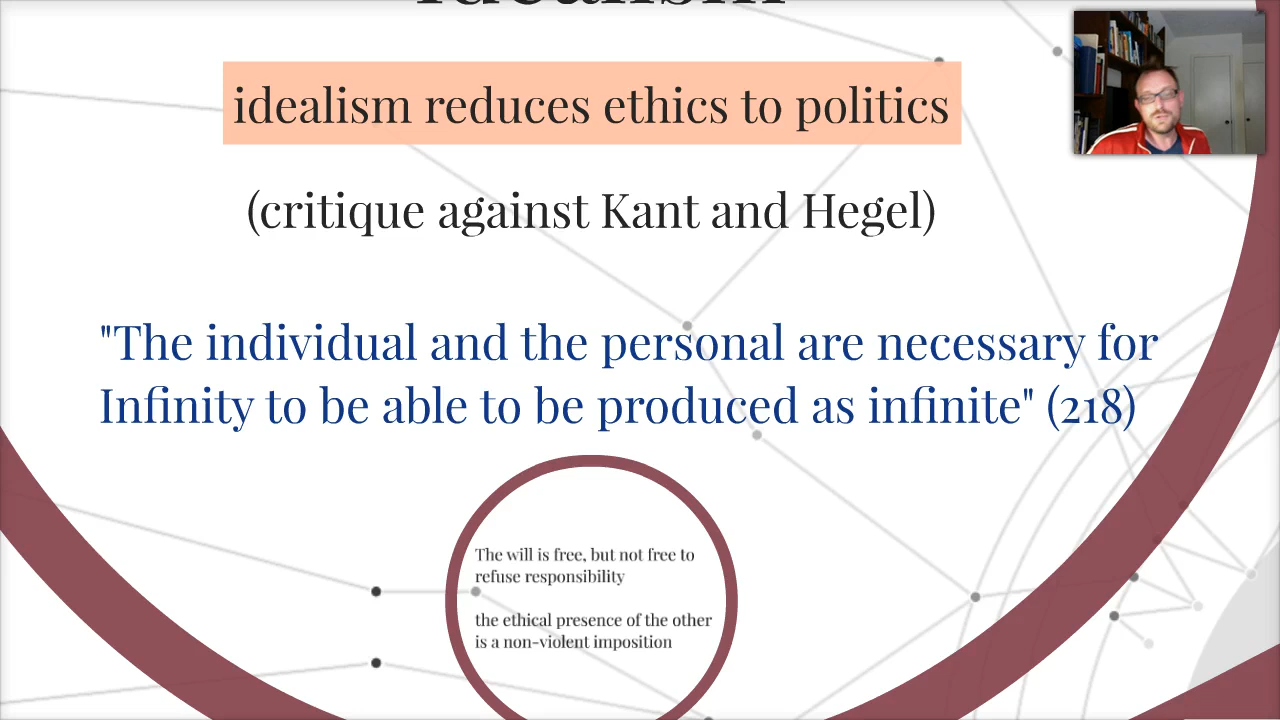 idealism
idealism reduces ethics to politics
(critique against Kant and Hegel)
"The individual and the personal are necessary for
Infinity to be able to be produced as infinite" (218)
The will is free, but not free to
refuse responsibility
the ethical presence of the other
is a non-violent imposition